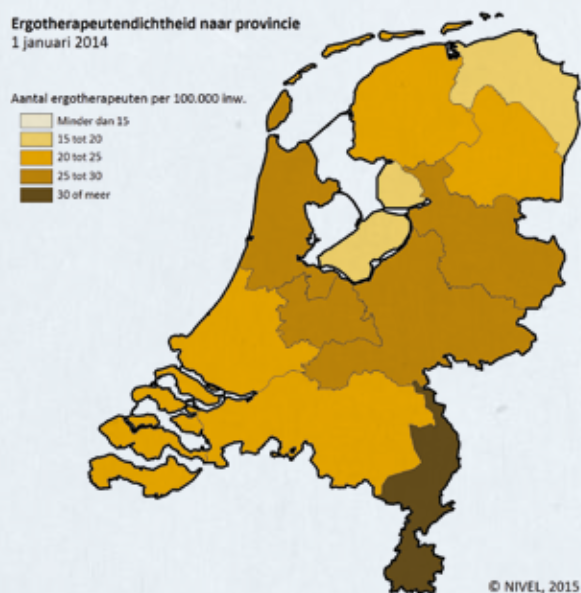 Ergotherapeutendichtheid naar provincie
1 januari 2014
Aantal ergotherapeuten per 100.000 inw.
Minder dan 15
15 tot 20
20 tot 25
25 tot 30
30 of meer
© NIVEL, 2015